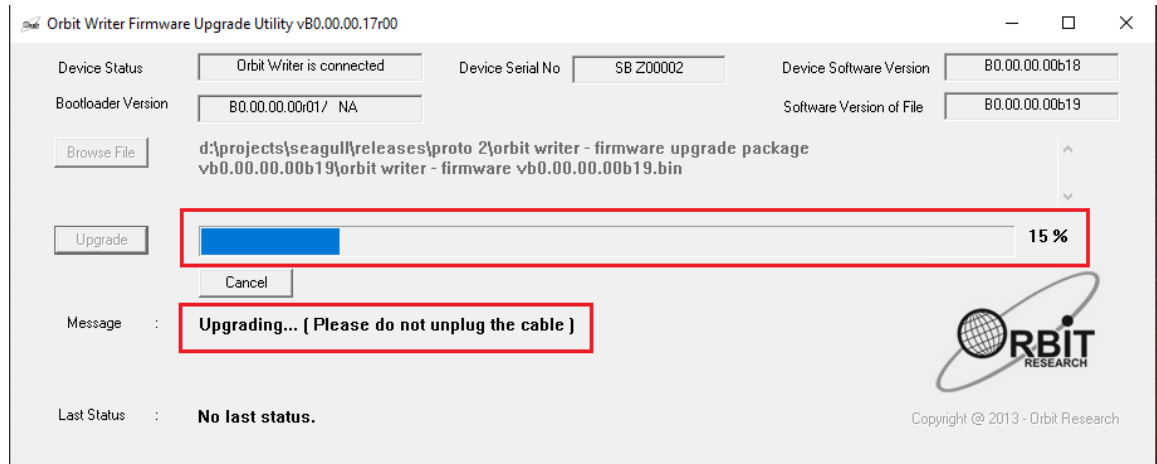 Orbit Writer Firmware Upgrade Utility vB0.00.00.17r00
Device Status
Orbit Writer is connected
Device Serial No
SB Z00002
Device Software Version
B0.00.00.00b18
Bootloader Version
B0.00.00.00r01/ NA
Software Version of File
B0.00.00.00b19
Browse File
d:\projects\seagull\releases\proto 2\orbit writer - firmware upgrade package
vb0.00.00.00b19\orbit writer - firmware vb0.00.00.00b19.bin
Upgrade
15 %
Cancel
Message :
Upgrading... ( Please do not unplug the cable )
ORBIT
RESEARCH
Last Status :
No last status.
Copyright @ 2013 - Orbit Research